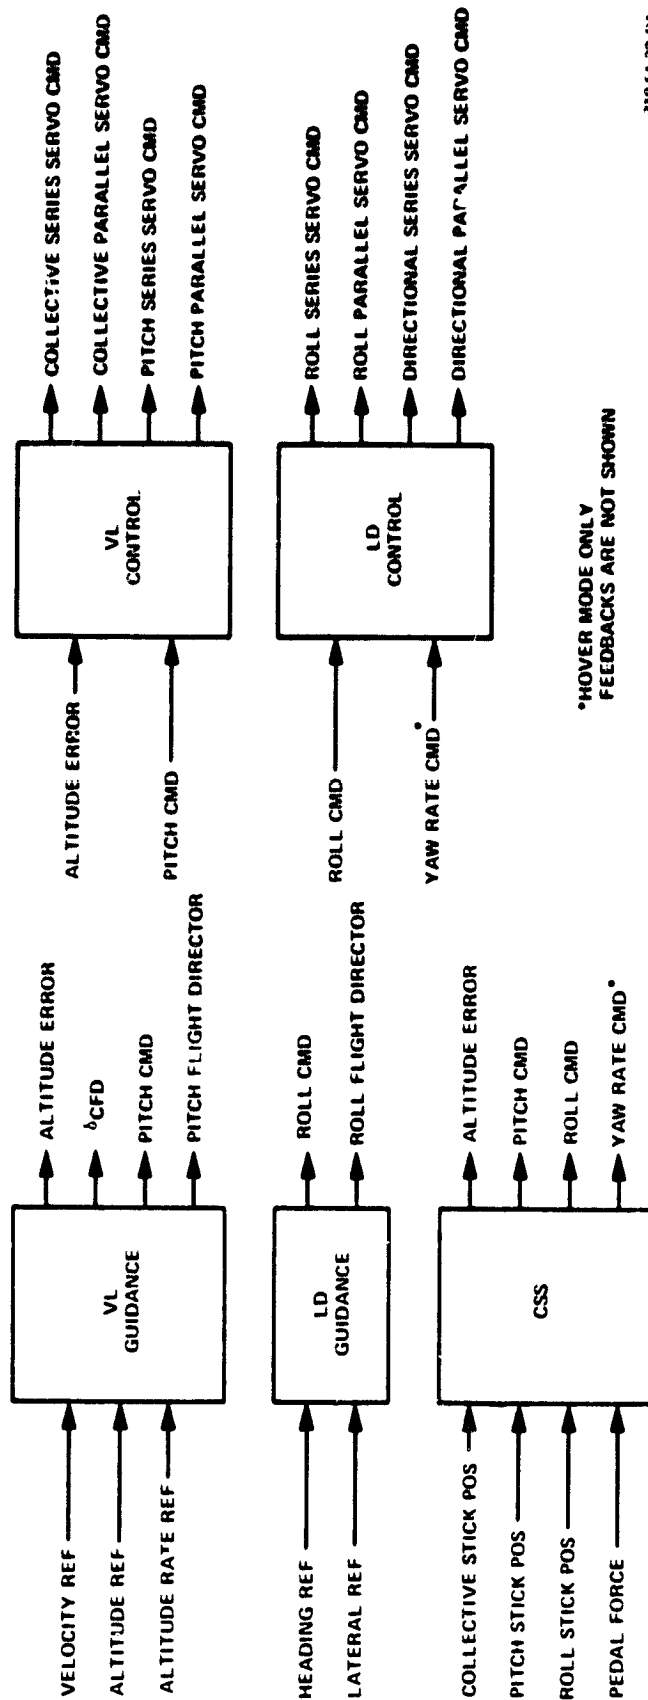 VELOCITY REF
ALTITUDE REF
ALTITUDE RATE REF
VL
GUIDANCE
ALTITUDE ERROR
δCFD
PITCH CMD
PITCH FLIGHT DIRECTOR
HEADING REF
LATERAL REF
LD
GUIDANCE
ROLL CMD
ROLL FLIGHT DIRECTOR
COLLECTIVE STICK POS
PITCH STICK POS
ROLL STICK POS
PEDAL FORCE
CSS
ALTITUDE ERROR
PITCH CMD
ROLL CMD
YAW RATE CMD*
ALTITUDE ERROR
PITCH CMD
VL
CONTROL
COLLECTIVE SERIES SERVO CMD
COLLECTIVE PARALLEL SERVO CMD
PITCH SERIES SERVO CMD
PITCH PARALLEL SERVO CMD
ROLL CMD
YAW RATE CMD*
LD
CONTROL
ROLL SERIES SERVO CMD
ROLL PARALLEL SERVO CMD
DIRECTIONAL SERIES SERVO CMD
DIRECTIONAL PARALLEL SERVO CMD
*HOVER MODE ONLY
FEEDBACKS ARE NOT SHOWN